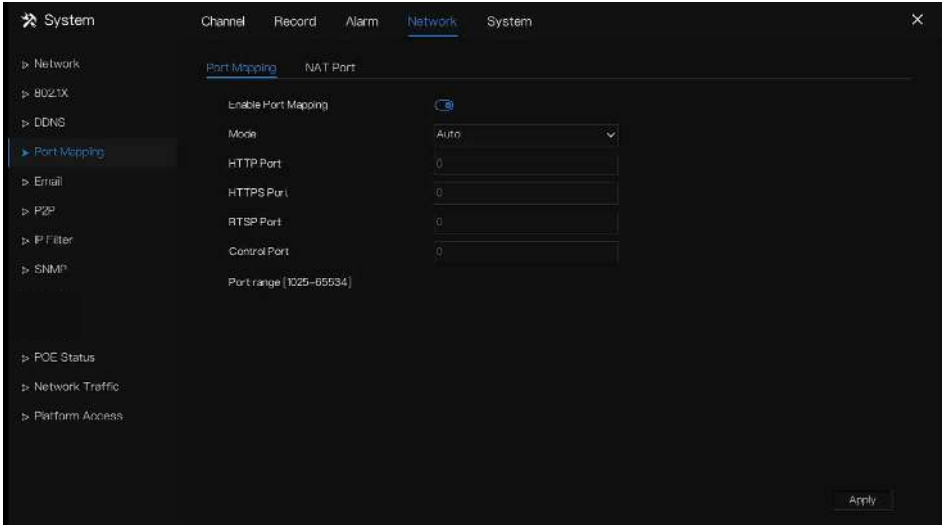 System
Channel Record Alarm Network System
Network
802.1X
DDNS
Port Mapping
Email
P2P
IP Filter
SNMP
POE Status
Network Traffic
Platform Access
Port Mapping NAT Port
Enable Port Mapping
Mode Auto
HTTP Port 0
HTTPS Port 0
RTSP Port 0
Control Port 0
Port range [1025-65534]
Apply